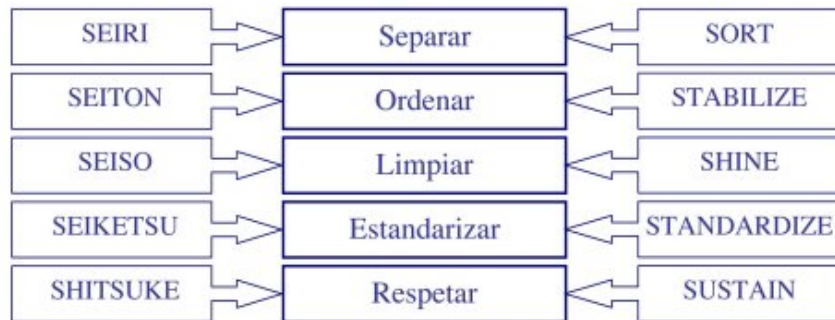 SEIRI Separar SORT
SEITON Ordenar STABILIZE
SEISO Limpiar SHINE
SEIKETSU Estandarizar STANDARDIZE
SHITSUKE Respetar SUSTAIN